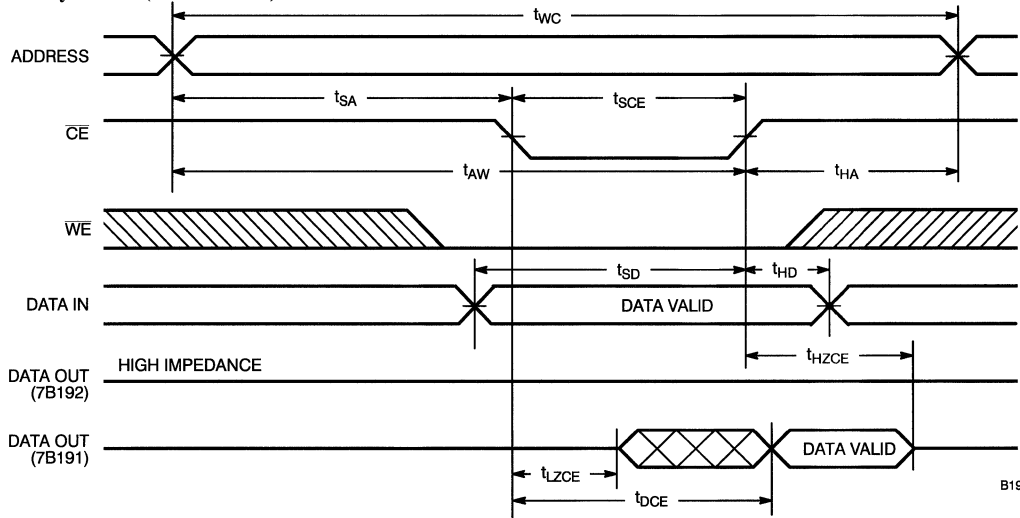 tWC
ADDRESS
tSA
tSCE
CE
tAW
tHA
WE
tSD
tHD
DATA IN
DATA VALID
tHZCE
HIGH IMPEDANCE
DATA OUT
(7B192)
DATA OUT
(7B191)
DATA VALID
tLZCE
tDCE
B19